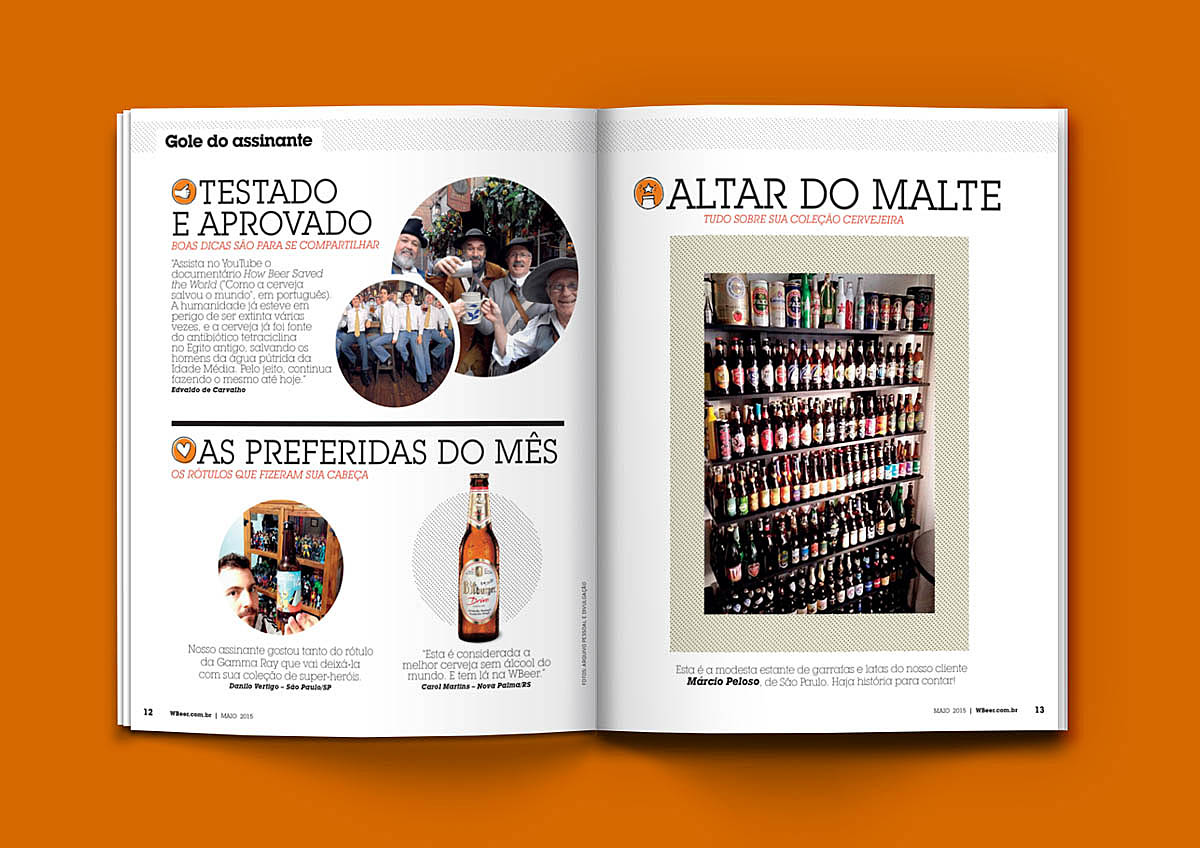 Gole do assinante
TESTADO
E APROVADO
BOAS DICAS SÃO PARA SE COMPARTILHAR
"Assista no YouTube o
documentário How Beer Saved
the World ("Como a cerveja
salvou o mundo", em português).
A humanidade já esteve em
perigo de ser extinta várias
vezes, e a cerveja já foi fonte
do antibiótico tetraciclina
no Egito antigo, salvando os
homens da água pútrida da
Idade Média. Pelo jeito, continua
fazendo o mesmo até hoje."
Edvaldo de Carvalho
AS PREFERIDAS DO MÊS
OS RÓTULOS QUE FIZERAM SUA CABEÇA
Nosso assinante gostou tanto do rótulo
da Gamma Ray que vai deixá-la
com sua coleção de super-heróis.
Danilo Vertigo – São Paulo/SP
Bitburger
Drive
"Esta é considerada a
melhor cerveja sem álcool do
mundo. E tem lá na WBeer."
Carol Martins – Nova Palma/RS
FOTOS: ARQUIVO PESSOAL E DIVULGAÇÃO
12 WBeer.com.br | MAIO 2015
ALTAR DO MALTE
TUDO SOBRE SUA COLEÇÃO CERVEJEIRA
Esta é a modesta estante de garrafas e latas do nosso cliente
Márcio Peloso, de São Paulo. Haja história para contar!
MAIO 2015 | WBeer.com.br 13